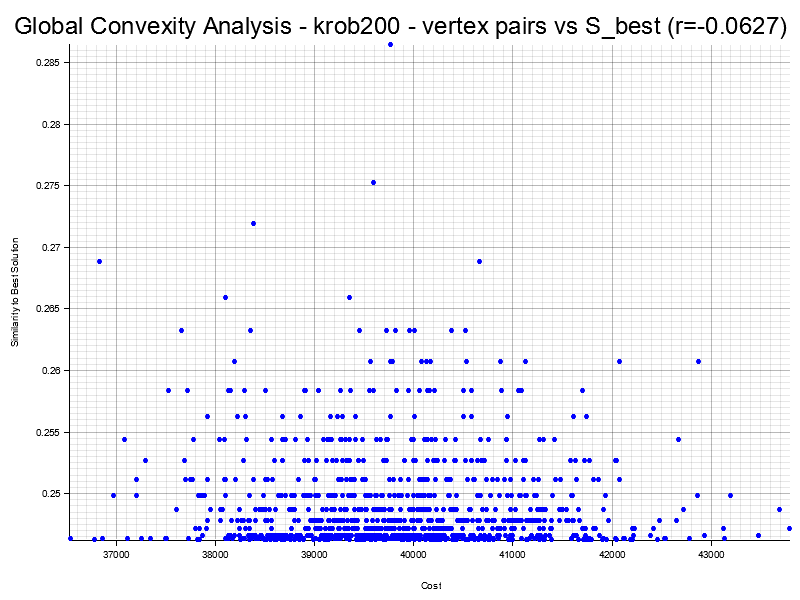 Global Convexity Analysis - krob200 - vertex pairs vs S_best (r=-0.0627)
0.285
0.28
0.275
0.27
0.265
0.26
0.255
0.25
Similarity to Best Solution
37000 38000 39000 40000 41000 42000 43000
Cost